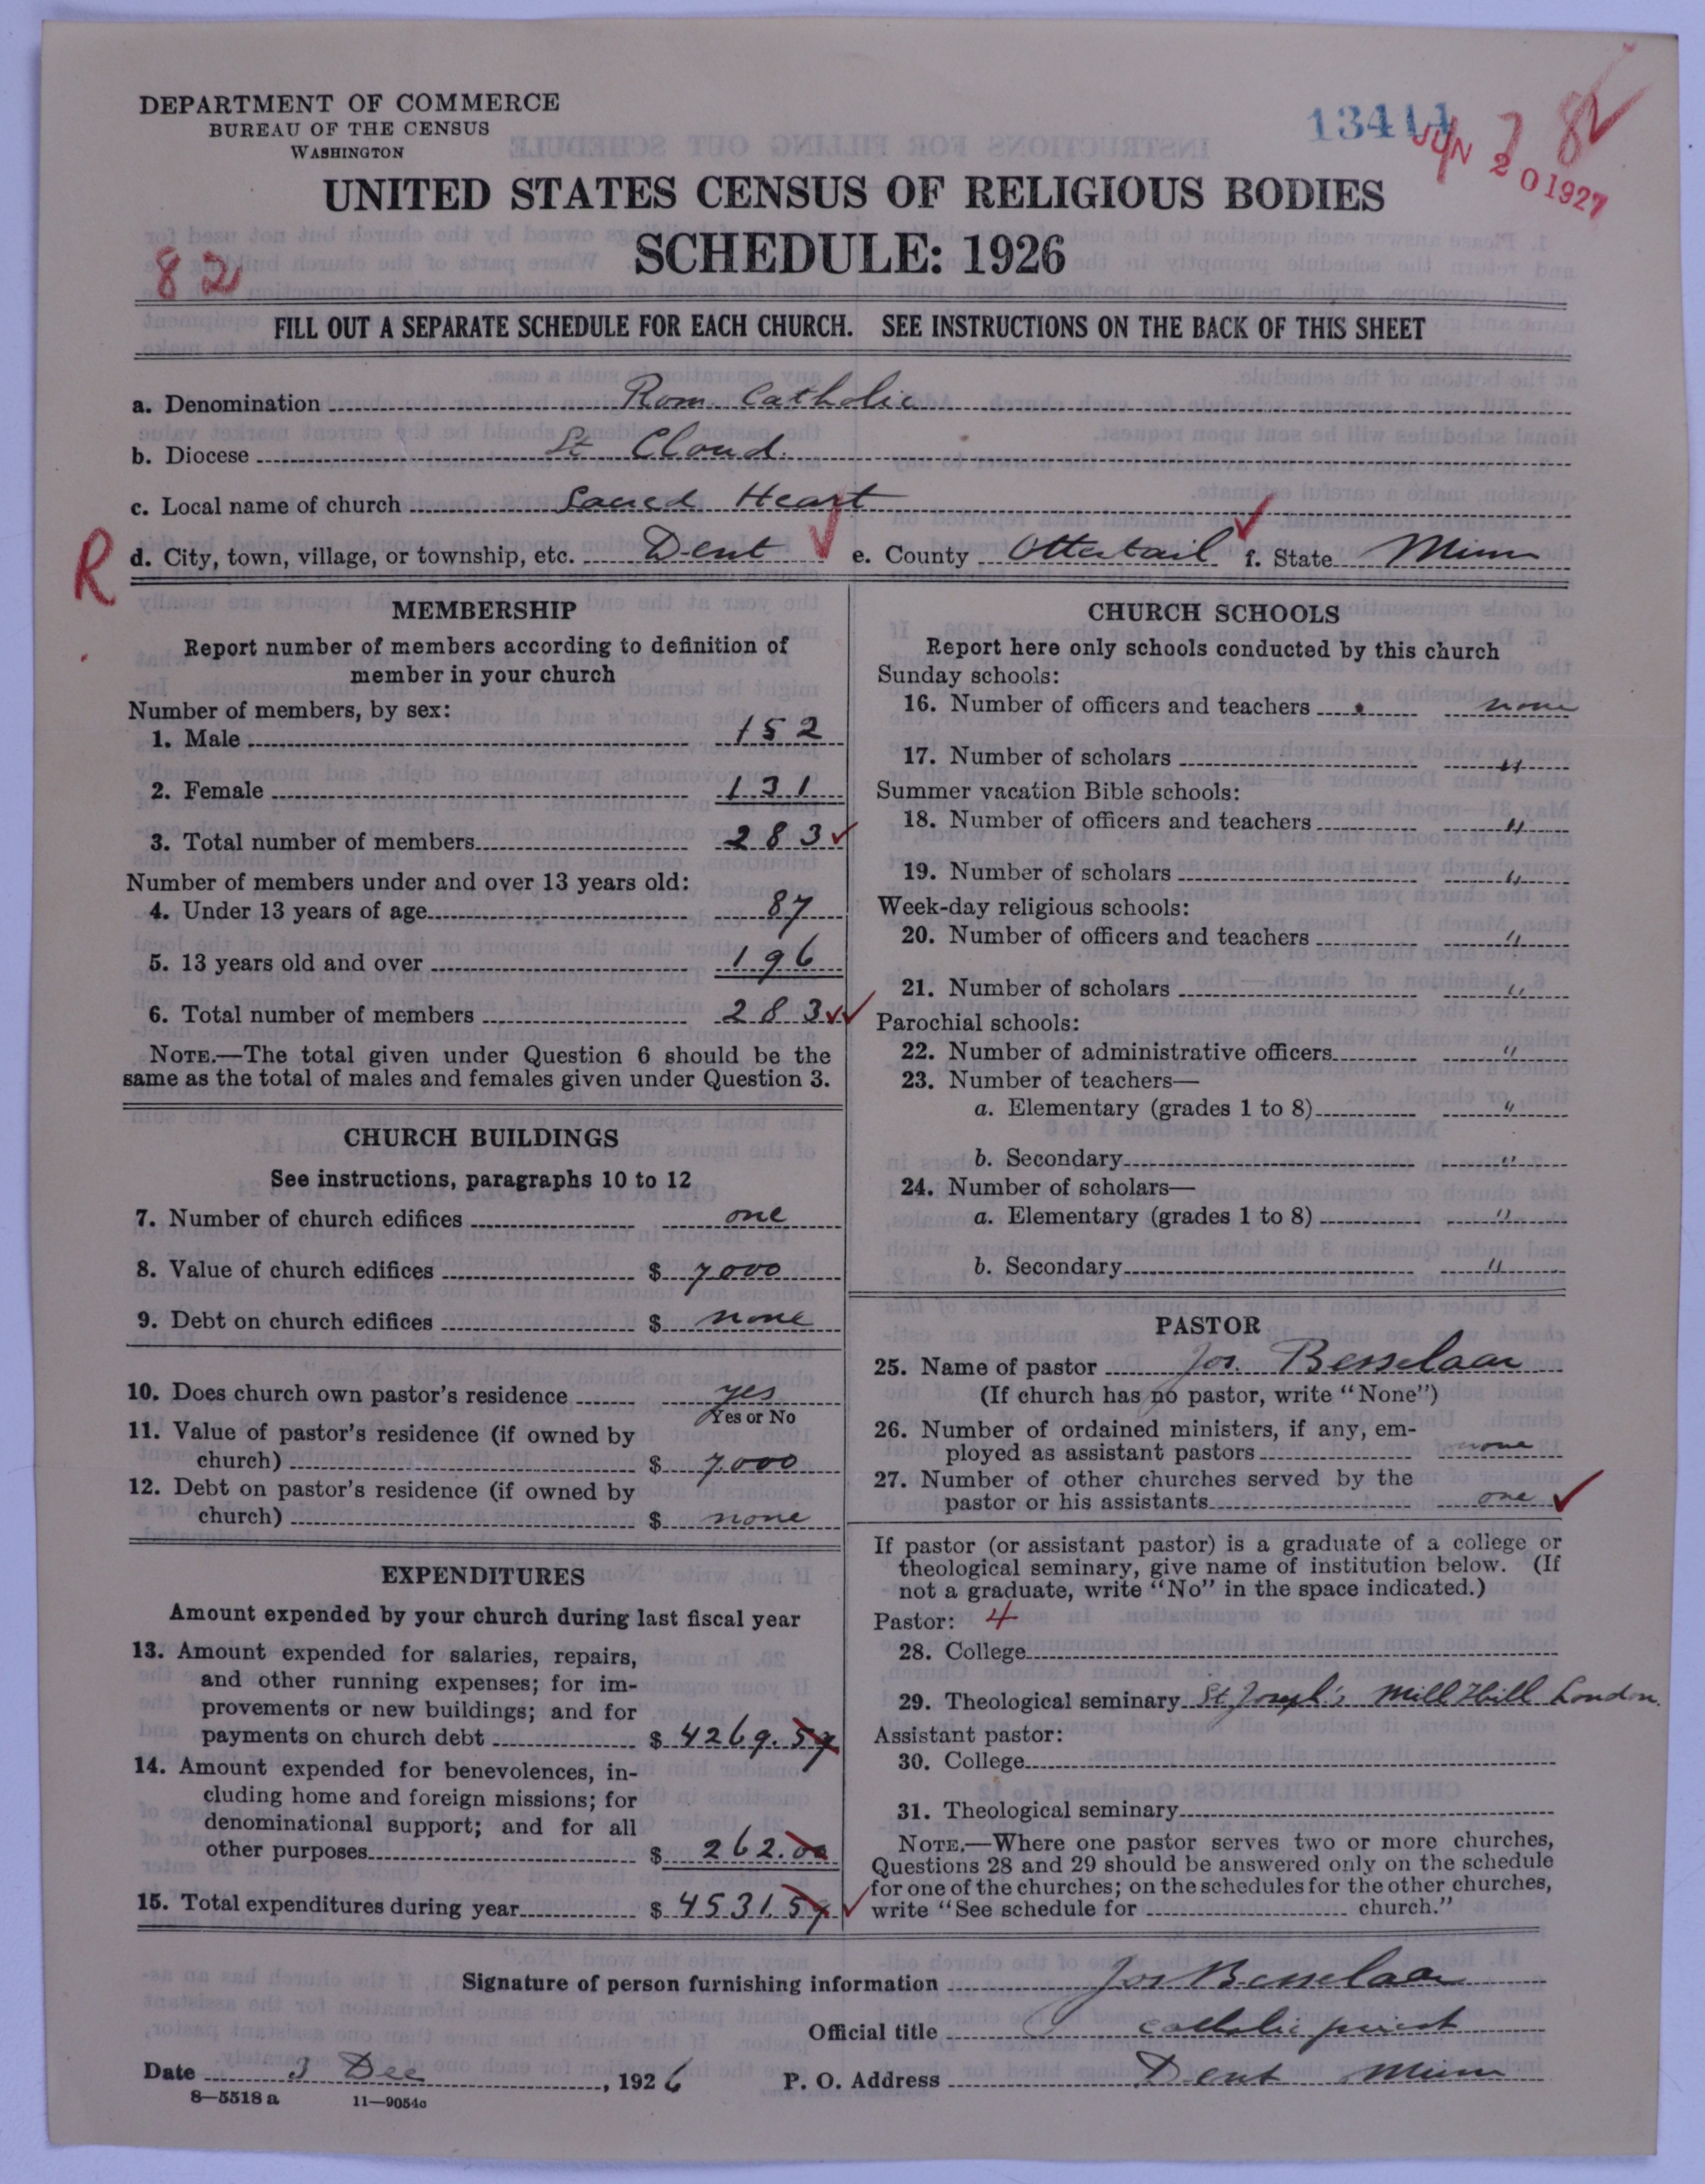 DEPARTMENT OF COMMERCE
BUREAU OF THE CENSUS
WASHINGTON
13414
JUN 20 1927
UNITED STATES CENSUS OF RELIGIOUS BODIES
SCHEDULE: 1926
82
FILL OUT A SEPARATE SCHEDULE FOR EACH CHURCH. SEE INSTRUCTIONS ON THE BACK OF THIS SHEET
a. Denomination Rom. Catholic
b. Diocese St Cloud.
c. Local name of church Sacred Heart
R d. City, town, village, or township, etc. Dent e. County Ottertail f. State Minn
MEMBERSHIP
Report number of members according to definition of
member in your church
Number of members, by sex:
1. Male 152
2. Female 131
3. Total number of members 283
Number of members under and over 13 years old:
4. Under 13 years of age 87
5. 13 years old and over 196
6. Total number of members 283
NOTE.—The total given under Question 6 should be the
same as the total of males and females given under Question 3.
CHURCH BUILDINGS
See instructions, paragraphs 10 to 12
7. Number of church edifices one
8. Value of church edifices $ 7000
9. Debt on church edifices $ none
10. Does church own pastor's residence yes
Yes or No
11. Value of pastor's residence (if owned by
church) $ 7.000
12. Debt on pastor's residence (if owned by
church) $ none
EXPENDITURES
Amount expended by your church during last fiscal year
13. Amount expended for salaries, repairs,
and other running expenses; for im-
provements or new buildings; and for
payments on church debt $ 4269.57
14. Amount expended for benevolences, in-
cluding home and foreign missions; for
denominational support; and for all
other purposes $ 262.00
15. Total expenditures during year $ 4531.57
CHURCH SCHOOLS
Report here only schools conducted by this church
Sunday schools:
16. Number of officers and teachers none
17. Number of scholars "
Summer vacation Bible schools:
18. Number of officers and teachers "
19. Number of scholars "
Week-day religious schools:
20. Number of officers and teachers "
21. Number of scholars "
Parochial schools:
22. Number of administrative officers "
23. Number of teachers—
a. Elementary (grades 1 to 8) "
b. Secondary "
24. Number of scholars—
a. Elementary (grades 1 to 8) "
b. Secondary "
PASTOR
25. Name of pastor Jos. Besselaar
(If church has no pastor, write "None")
26. Number of ordained ministers, if any, em-
ployed as assistant pastors none
27. Number of other churches served by the
pastor or his assistants one
If pastor (or assistant pastor) is a graduate of a college or
theological seminary, give name of institution below. (If
not a graduate, write "No" in the space indicated.)
Pastor: 4
28. College
29. Theological seminary St Joseph's Mill Hill London.
Assistant pastor:
30. College
31. Theological seminary
NOTE.—Where one pastor serves two or more churches,
Questions 28 and 29 should be answered only on the schedule
for one of the churches; on the schedules for the other churches,
write "See schedule for church."
Signature of person furnishing information Jos Besselaar
Official title catholic priest
Date 3 Dec, 1926 P. O. Address Dent Minn
8—5518 a 11—9054c